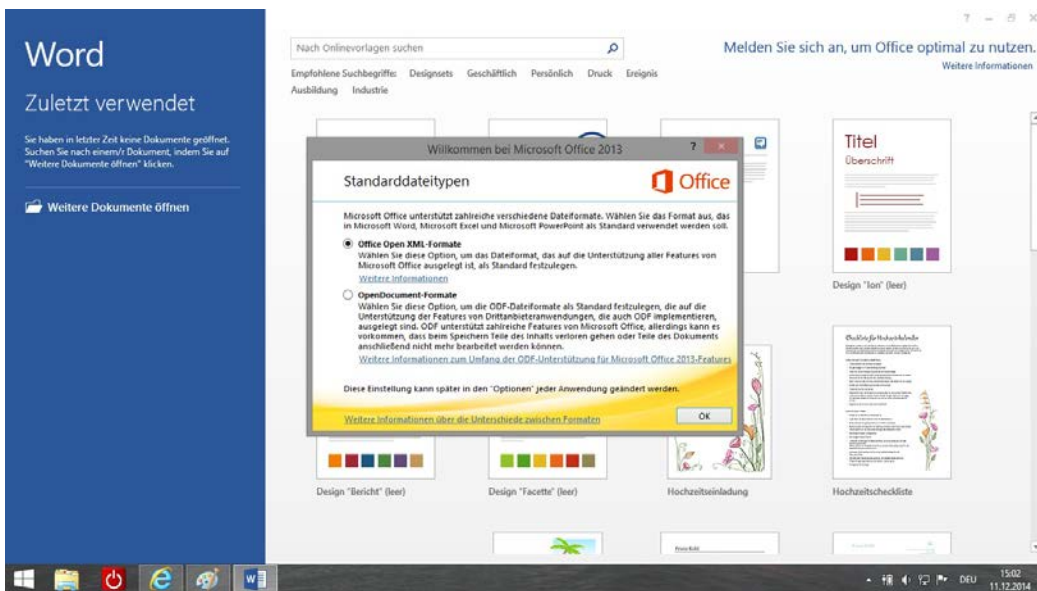 Word
Zuletzt verwendet
Sie haben in letzter Zeit keine Dokumente geöffnet.
Suchen Sie nach einem/r Dokument, indem Sie auf
"Weitere Dokumente öffnen" klicken.
Weitere Dokumente öffnen
Nach Onlinevorlagen suchen
Empfohlene Suchbegriffe: Designsets Geschäftlich Persönlich Druck Ereignis
Ausbildung Industrie
Melden Sie sich an, um Office optimal zu nutzen.
Weitere Informationen
Willkommen bei Microsoft Office 2013
Standarddateitypen
Office
Microsoft Office unterstützt zahlreiche verschiedene Dateiformate. Wählen Sie das Format aus, das
in Microsoft Word, Microsoft Excel und Microsoft PowerPoint als Standard verwendet werden soll.
Office Open XML-Formate
Wählen Sie diese Option, um das Dateiformat, das auf die Unterstützung aller Features von
Microsoft Office ausgelegt ist, als Standard festzulegen.
Weitere Informationen
OpenDocument-Formate
Wählen Sie diese Option, um die ODF-Dateiformate als Standard festzulegen, die auf die
Unterstützung der Features von Drittanbieteranwendungen, die auch ODF implementieren,
ausgelegt sind. ODF unterstützt zahlreiche Features von Microsoft Office, allerdings kann es
vorkommen, dass beim Speichern Teile des Inhalts verloren gehen oder Teile des Dokuments
anschließend nicht mehr bearbeitet werden können.
Weitere Informationen zum Umfang der ODF-Unterstützung für Microsoft Office 2013-Features
Diese Einstellung kann später in den "Optionen" jeder Anwendung geändert werden.
Weitere Informationen über die Unterschiede zwischen Formaten
OK
Titel
Überschrift
Design "Ion" (leer)
Checkliste für Hochzeitskalender
Design "Bericht" (leer)
Design "Facette" (leer)
Hochzeitseinladung
Hochzeitscheckliste
DEU
15:02
11.12.2014